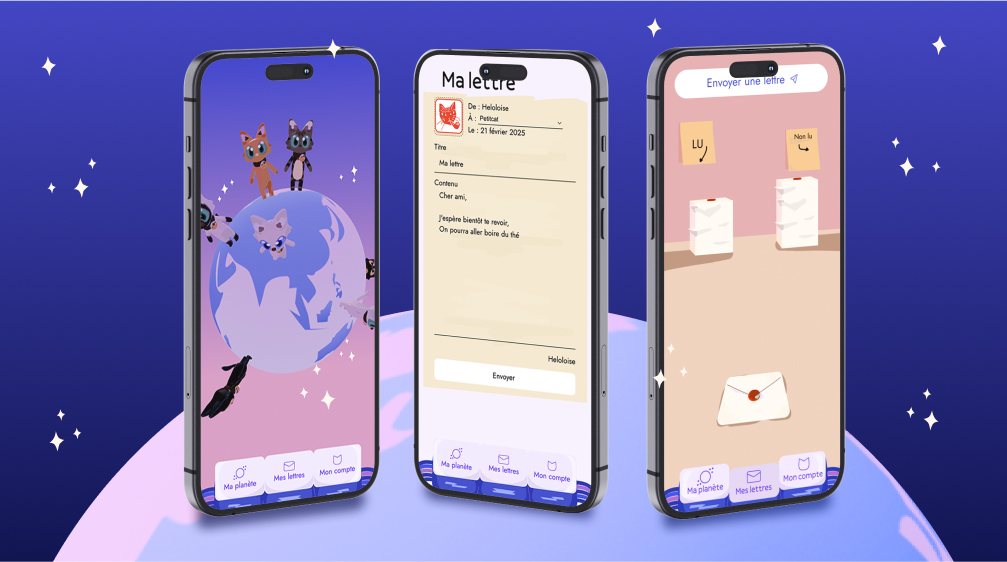 Ma planète
Mes lettres
Mon compte
Ma lettre
De : Heloloise
À : Petitcat
Le : 21 février 2025
Titre
Ma lettre
Contenu
Cher ami,
J'espère bientôt te revoir,
On pourra aller boire du thé
Heloloise
Envoyer
Ma planète
Mes lettres
Mon compte
Envoyer une lettre
LU
Non lu
Ma planète
Mes lettres
Mon compte